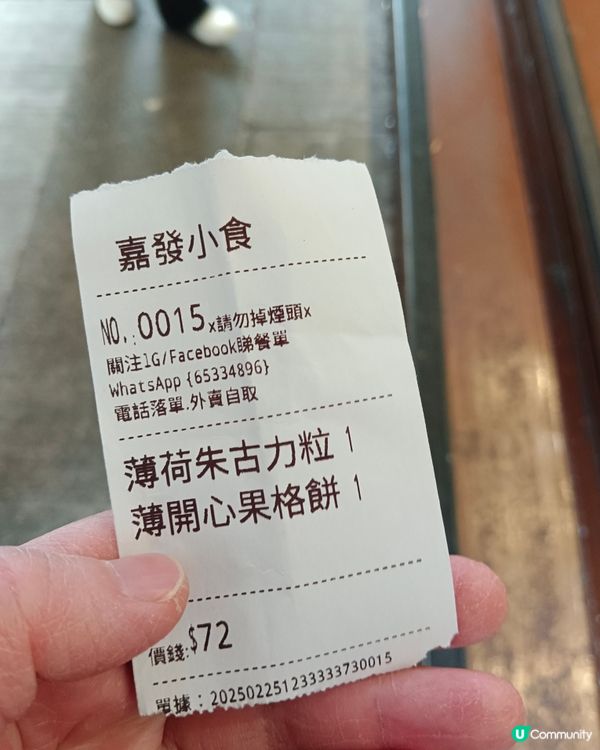 嘉發小食
NO.:0015x請勿掉煙頭x
關注IG/Facebook睇餐單
WhatsApp {65334896}
電話落單.外賣自取
薄荷朱古力粒 1
薄開心果格餅 1
價錢:$72
單據：20250225123333373​0015
U Community